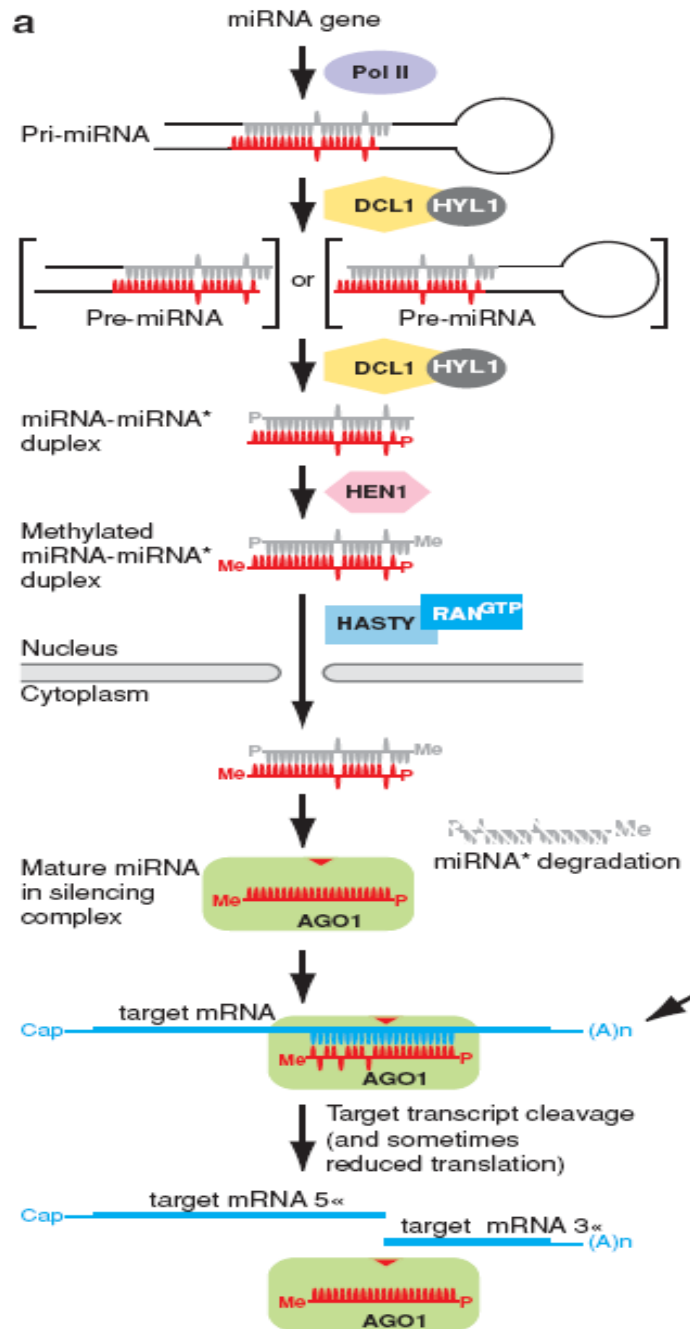 a
miRNA gene
Pol II
Pri-miRNA
DCL1 HYL1
or
Pre-miRNA Pre-miRNA
DCL1 HYL1
miRNA-miRNA*
duplex
P
P
HEN1
Methylated
miRNA-miRNA*
duplex
P Me
Me P
HASTY RANGTP
Nucleus
Cytoplasm
P Me
Me P
P Me
miRNA* degradation
Mature miRNA
in silencing
complex
Me P
AGO1
target mRNA
Cap (A)n
Me P
AGO1
Target transcript cleavage
(and sometimes
reduced translation)
target mRNA 5«
Cap
target mRNA 3«
(A)n
Me P
AGO1